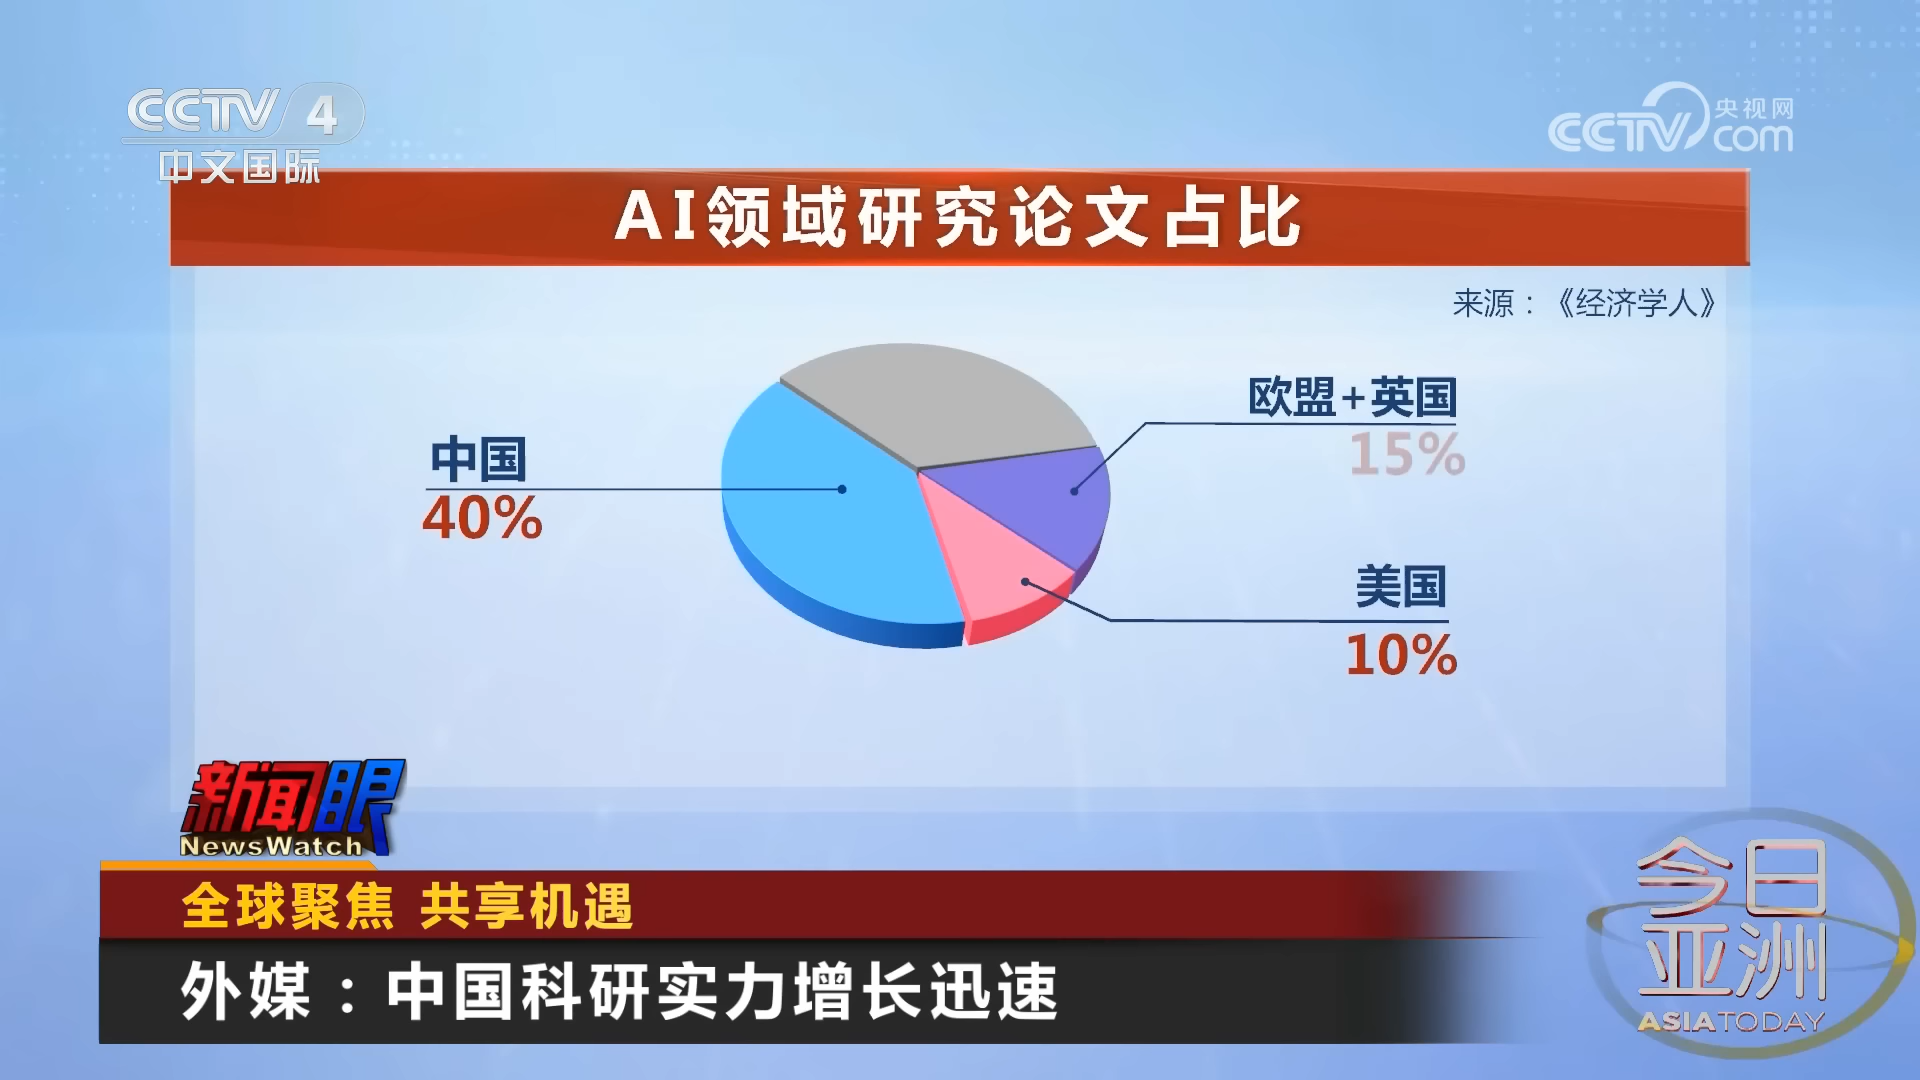 CCTV 4
中文国际
央视网
CCTV com
AI领域研究论文占比
来源：《经济学人》
中国
40%
欧盟+英国
15%
美国
10%
新闻眼
NewsWatch
全球聚焦 共享机遇
外媒：中国科研实力增长迅速
今日
亚洲
ASIATODAY